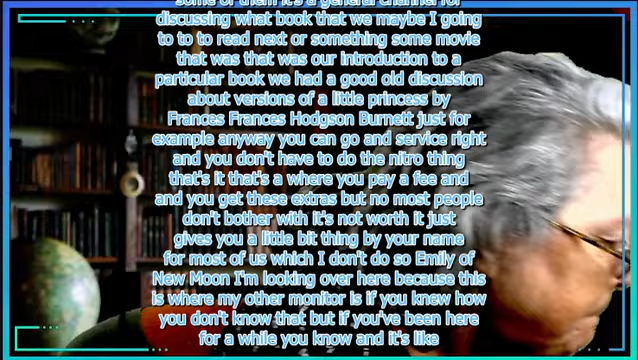 some of them it's a general channel for
discussing what book that we maybe I going
to to to read next or something some movie
that was that was our introduction to a
particular book we had a good old discussion
about versions of a little princess by
Frances Frances Hodgson Burnett just for
example anyway you can go and service right
and you don't have to do the nitro thing
that's it that's a where you pay a fee and
and you get these extras but no most people
don't bother with it's not worth it just
gives you a little bit thing by your name
for most of us which I don't do so Emily of
New Moon I'm looking over here because this
is where my other monitor is if you knew how
you don't know that but if you've been here
for a while you know and it's like